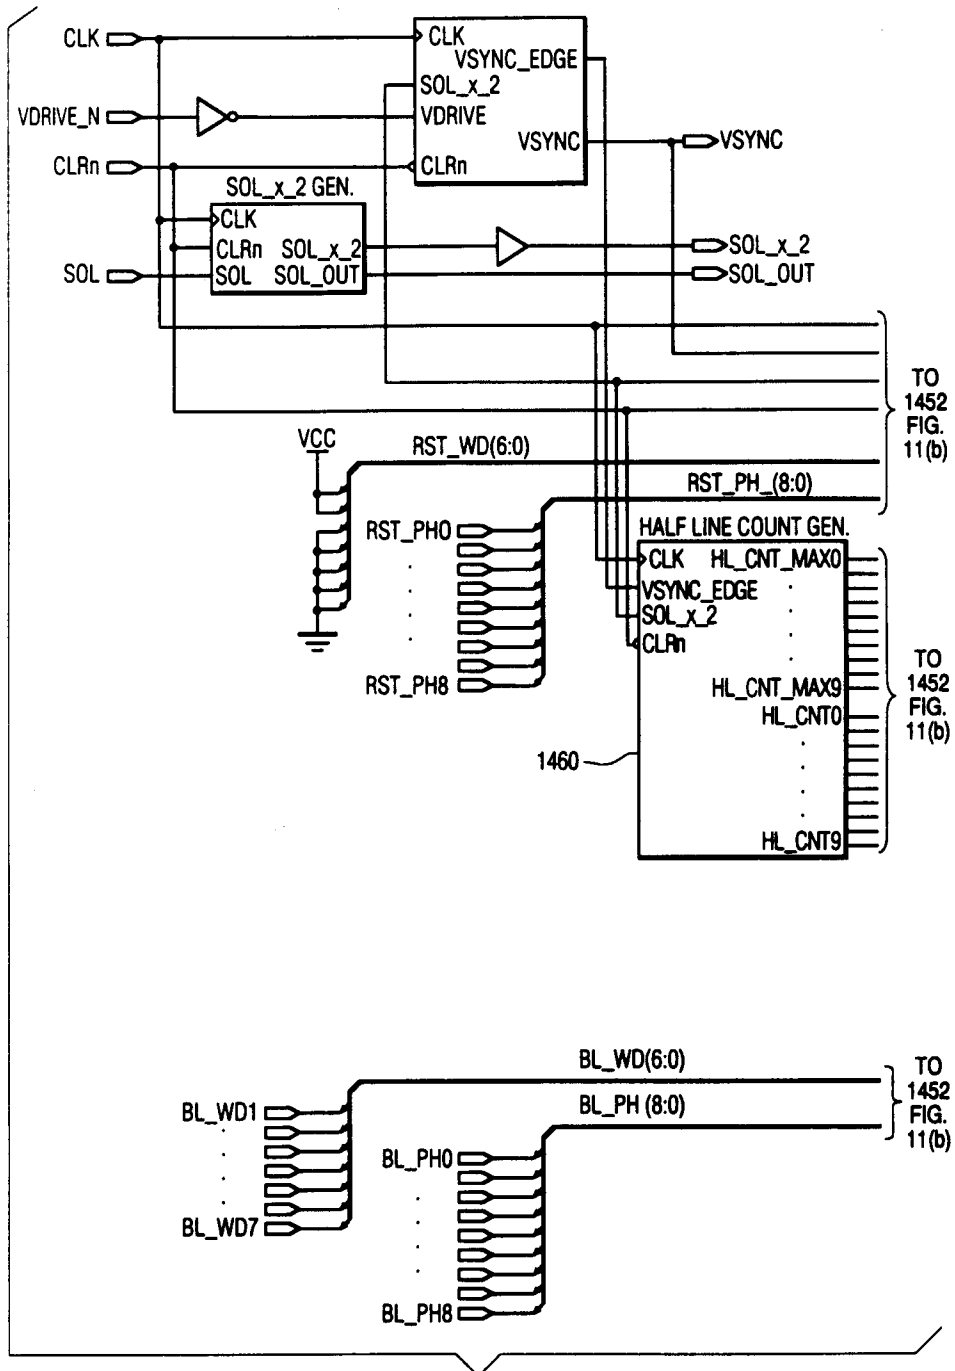 CLK
CLK
VSYNC_EDGE
SOL_x_2
VDRIVE_N
VDRIVE
VSYNC
VSYNC
CLRn
CLRn
SOL_x_2 GEN.
CLK
CLRn
SOL_x_2
SOL_x_2
SOL
SOL
SOL_OUT
SOL_OUT
TO
1452
FIG.
11(b)
VCC
RST_WD(6:0)
RST_PH_(8:0)
RST_PH0
RST_PH8
HALF LINE COUNT GEN.
CLK
HL_CNT_MAX0
VSYNC_EDGE
SOL_x_2
CLRn
HL_CNT_MAX9
HL_CNT0
HL_CNT9
1460
TO
1452
FIG.
11(b)
BL_WD(6:0)
BL_PH (8:0)
TO
1452
FIG.
11(b)
BL_WD1
BL_WD7
BL_PH0
BL_PH8